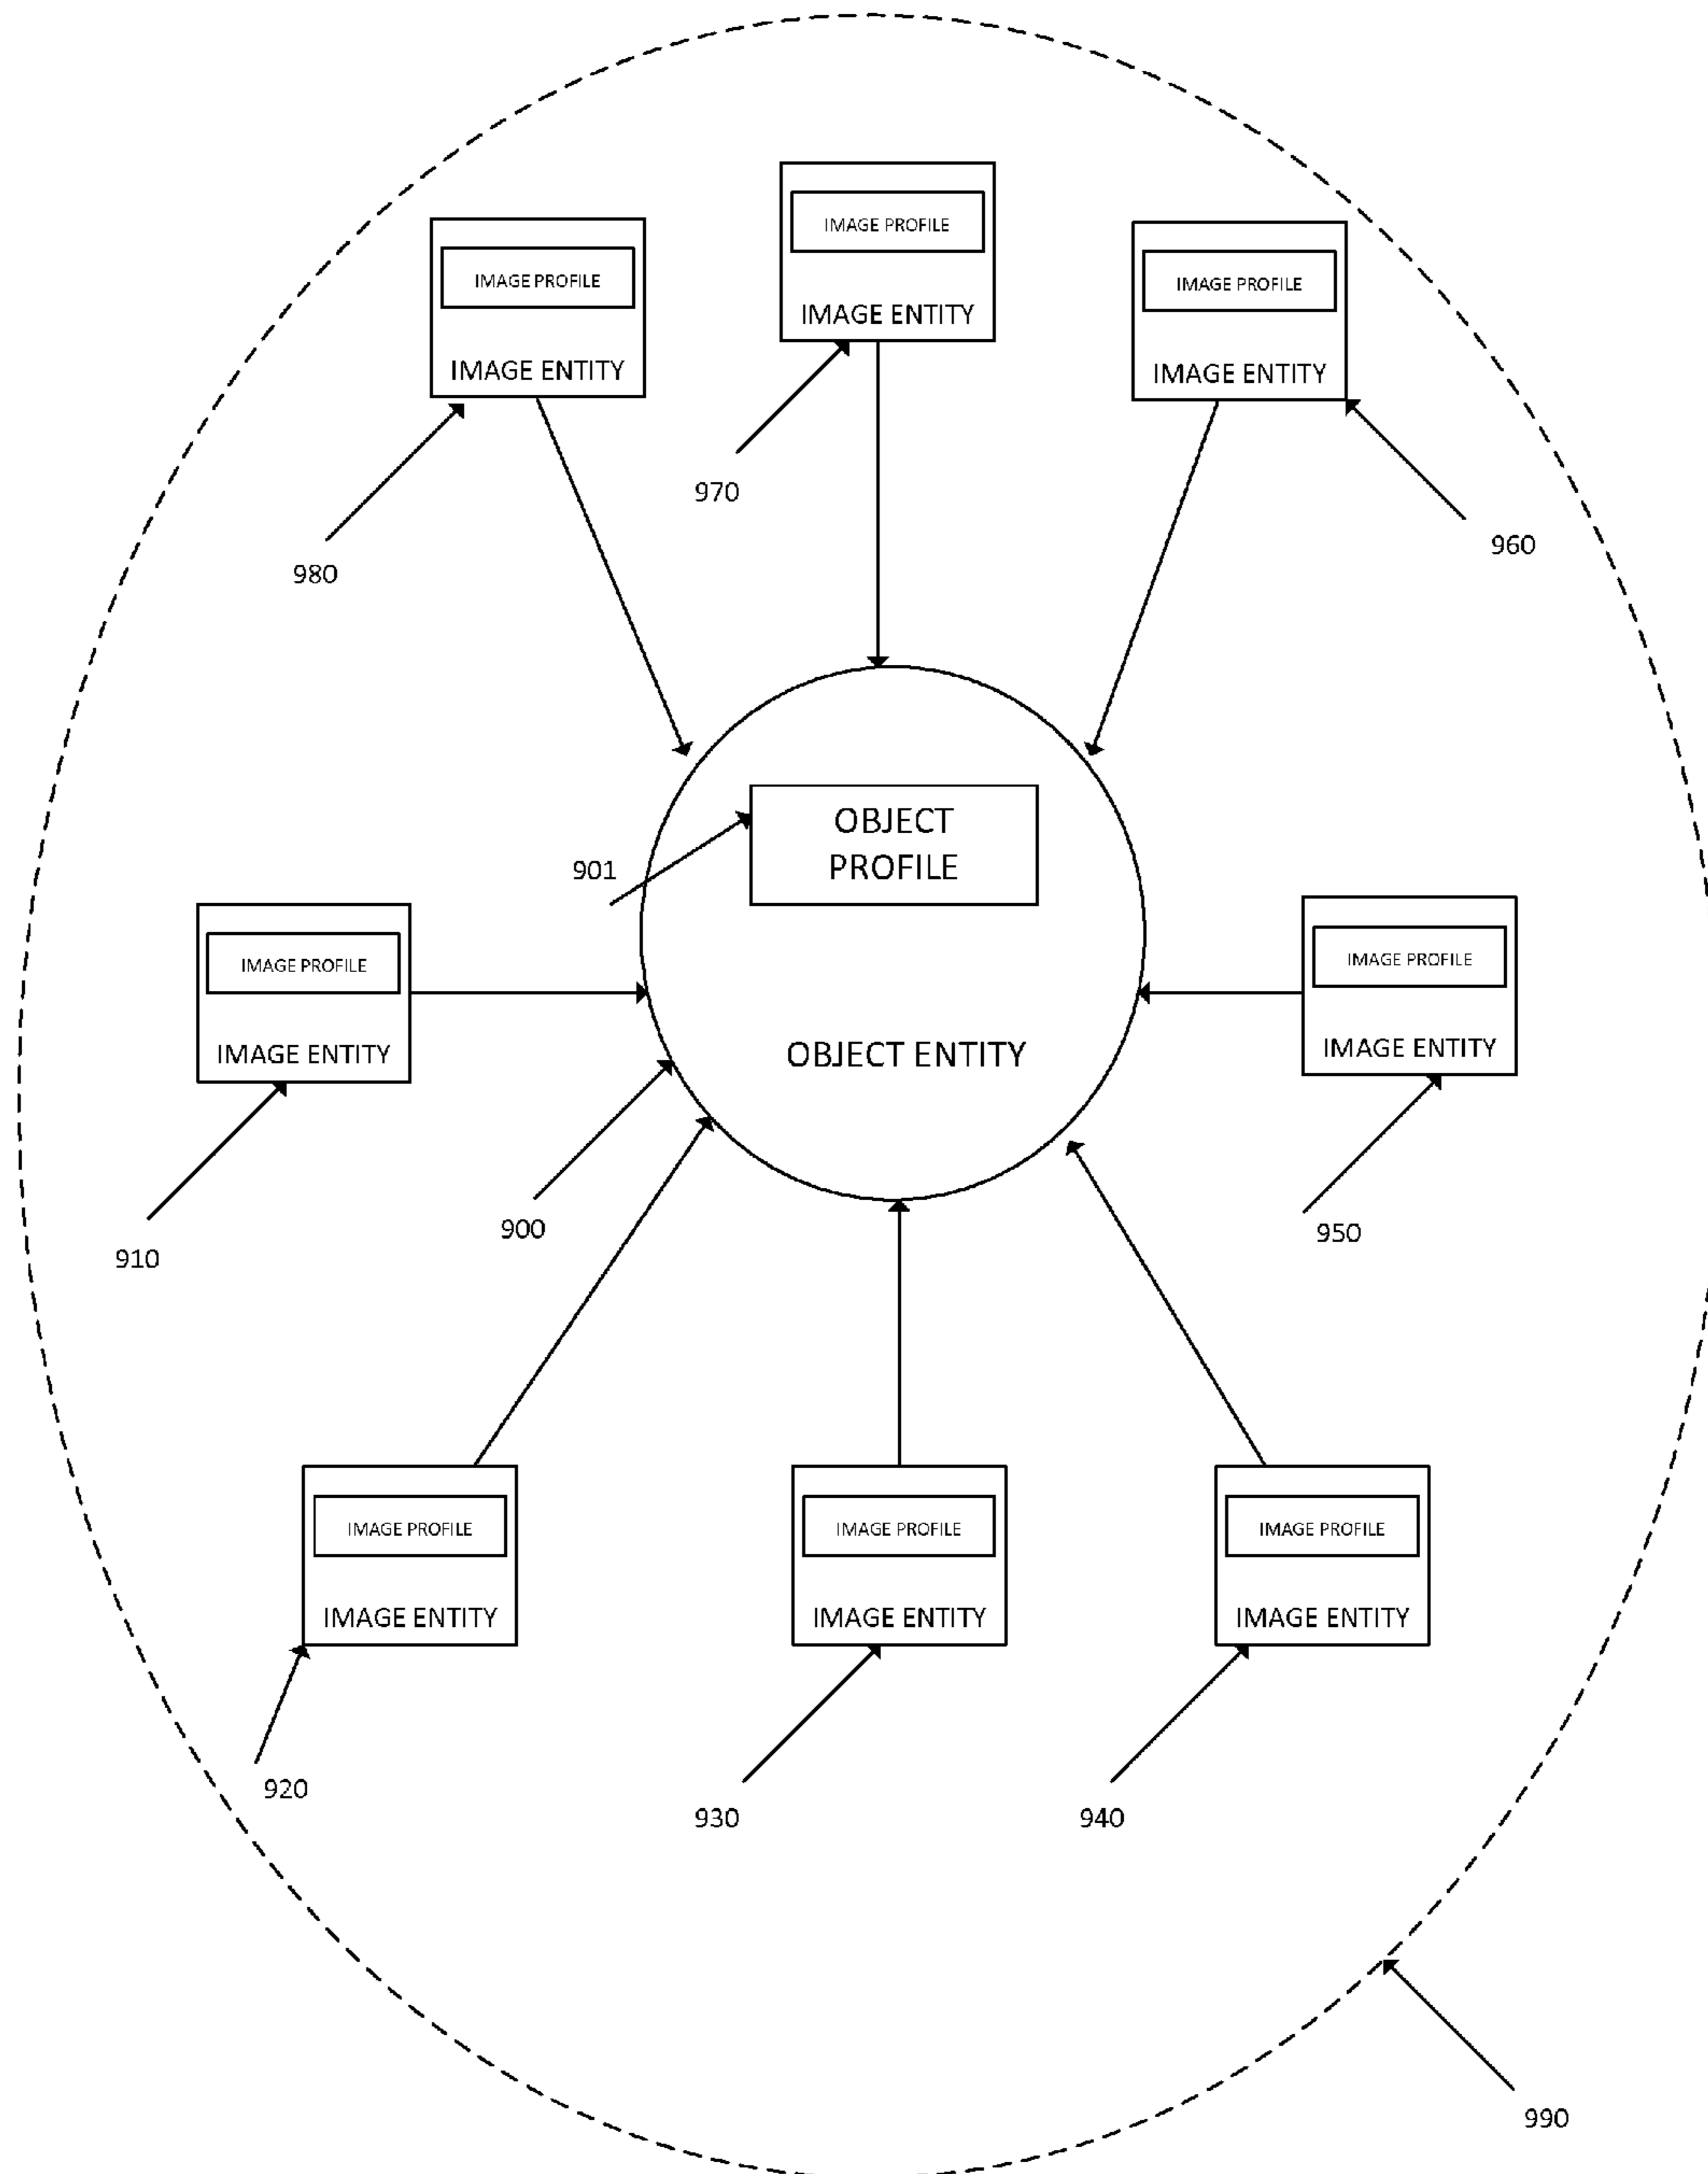 IMAGE PROFILE
IMAGE ENTITY
970
IMAGE PROFILE
IMAGE ENTITY
980
IMAGE PROFILE
IMAGE ENTITY
960
OBJECT
PROFILE
901
OBJECT ENTITY
900
IMAGE PROFILE
IMAGE ENTITY
910
IMAGE PROFILE
IMAGE ENTITY
950
IMAGE PROFILE
IMAGE ENTITY
920
IMAGE PROFILE
IMAGE ENTITY
930
IMAGE PROFILE
IMAGE ENTITY
940
990